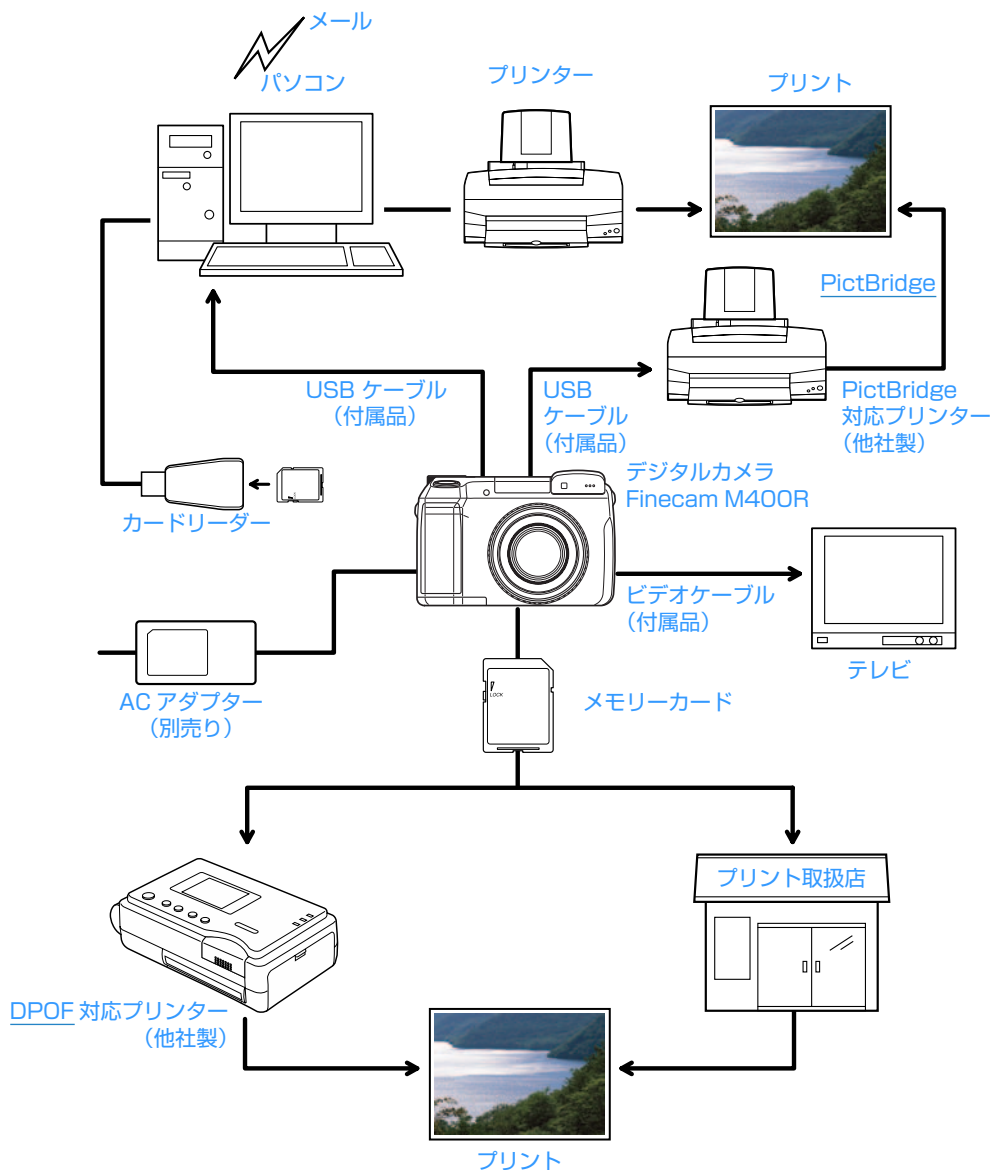 メール
パソコン
プリンター
プリント
PictBridge
USB ケーブル
（付属品）
USB
ケーブル
（付属品）
PictBridge
対応プリンター
（他社製）
デジタルカメラ
Finecam M400R
カードリーダー
ビデオケーブル
（付属品）
テレビ
AC アダプター
（別売り）
LOCK
メモリーカード
プリント取扱店
DPOF 対応プリンター
（他社製）
プリント